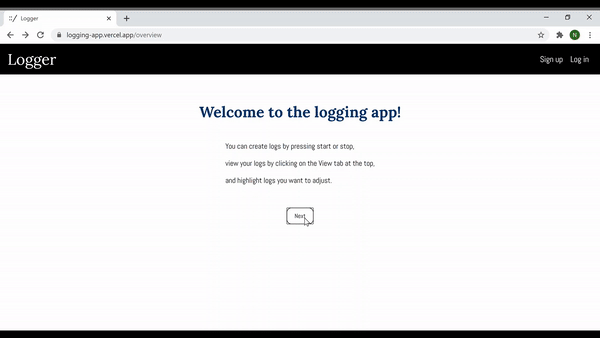 Logger
logging-app.vercel.app/overview
N
Logger
Sign up Log in
Welcome to the logging app!
You can create logs by pressing start or stop,
view your logs by clicking on the View tab at the top,
and highlight logs you want to adjust.
Next